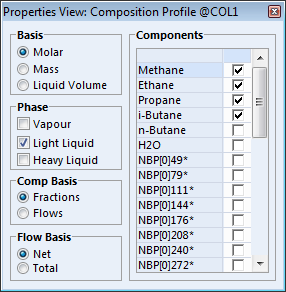 Properties View: Composition Profile @COL1
Basis
Molar
Mass
Liquid Volume
Phase
Vapour
Light Liquid
Heavy Liquid
Comp Basis
Fractions
Flows
Flow Basis
Net
Total
Components
Methane
Ethane
Propane
i-Butane
n-Butane
H2O
NBP[0]49*
NBP[0]79*
NBP[0]111*
NBP[0]144*
NBP[0]176*
NBP[0]208*
NBP[0]240*
NBP[0]272*